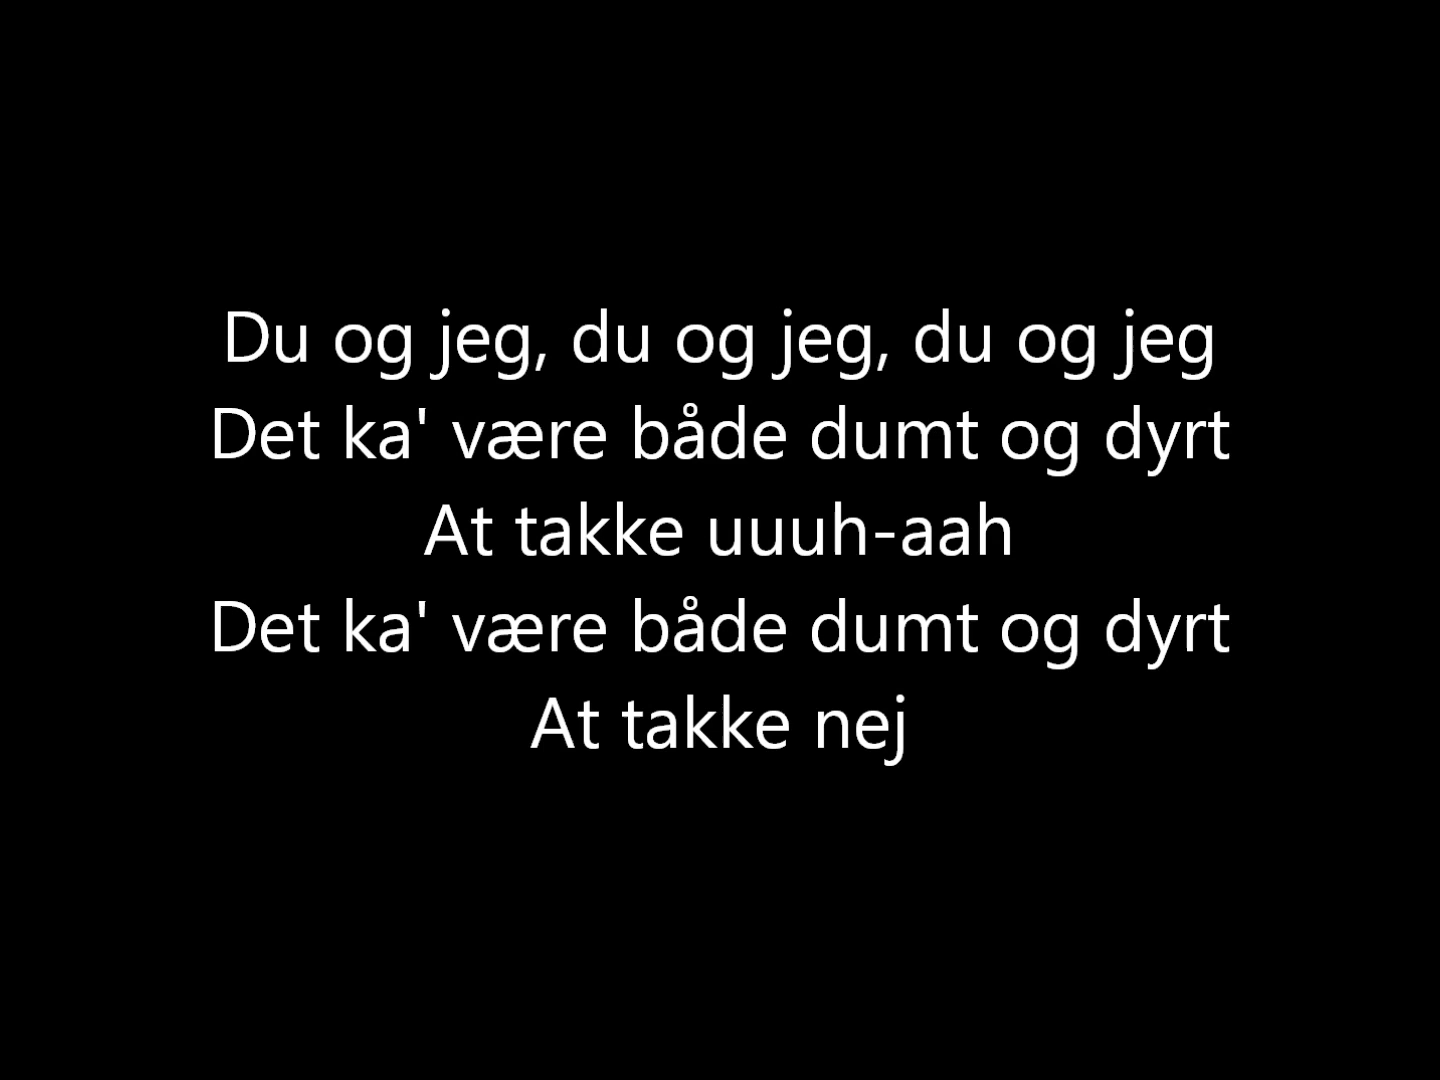 Du og jeg, du og jeg, du og jeg
Det ka' være både dumt og dyrt
At takke uuuh-aah
Det ka' være både dumt og dyrt
At takke nej